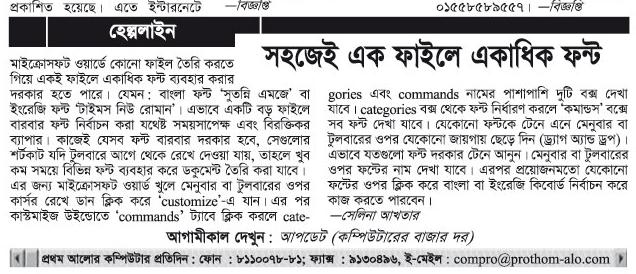 প্রকাশিত হয়েছে। এতে ইন্টারনেটে —বিজ্ঞপ্তি
০১৫৫৮৫৮৯৫৫৭। —বিজ্ঞপ্তি
হেল্পলাইন
সহজেই এক ফাইলে একাধিক ফন্ট
মাইক্রোসফট ওয়ার্ডে কোনো ফাইল তৈরি করতে
গিয়ে একই ফাইলে একাধিক ফন্ট ব্যবহার করার
দরকার হতে পারে। যেমন : বাংলা ফন্ট 'সুতন্বি এমজে' বা
ইংরেজি ফন্ট 'টাইমস নিউ রোমান'। এভাবে একটি বড় ফাইলে
বারবার ফন্ট নির্বাচন করা যথেষ্ট সময়সাপেক্ষ এবং বিরক্তিকর
ব্যাপার। কাজেই যেসব ফন্ট বারবার দরকার হবে, সেগুলোর
শর্টকাট যদি টুলবারে আগে থেকে রেখে দেওয়া যায়, তাহলে খুব
কম সময়ে বিভিন্ন ফন্ট ব্যবহার করে ডকুমেন্ট তৈরি করা যাবে।
এর জন্য মাইক্রোসফট ওয়ার্ড খুলে মেনুবার বা টুলবারের ওপর
কার্সর রেখে ডান ক্লিক করে 'customize'-এ যান। এর পর
কাস্টমাইজ উইন্ডোতে 'commands' ট্যাবে ক্লিক করলে cate-
gories এবং commands নামের পাশাপাশি দুটি বক্স দেখা
যাবে। categories বক্স থেকে ফন্ট নির্ধারণ করলে 'কমান্ডস' বক্সে
সব ফন্ট দেখা যাবে। যেকোনো ফন্টকে টেনে এনে মেনুবার বা
টুলবারের ওপর যেকোনো জায়গায় ছেড়ে দিন (ড্র্যাগ অ্যান্ড ড্রপ)।
এভাবে যতগুলো ফন্ট দরকার টেনে আনুন। মেনুবার বা টুলবারের
ওপর ফন্টের নাম দেখা যাবে। এরপর প্রয়োজনমতো যেকোনো
ফন্টের ওপর ক্লিক করে বাংলা বা ইংরেজি কিবোর্ড নির্বাচন করে
কাজ করতে পারবেন।
—সেলিনা আখতার
আগামীকাল দেখুন : আপডেট (কম্পিউটারের বাজার দর)
প্রথম আলোর কম্পিউটার প্রতিদিন : ফোন : ৮১১০০৭৮-৮১; ফ্যাক্স : ৯১৩০৪৯৬, ই-মেইল : compro@prothom-alo.com